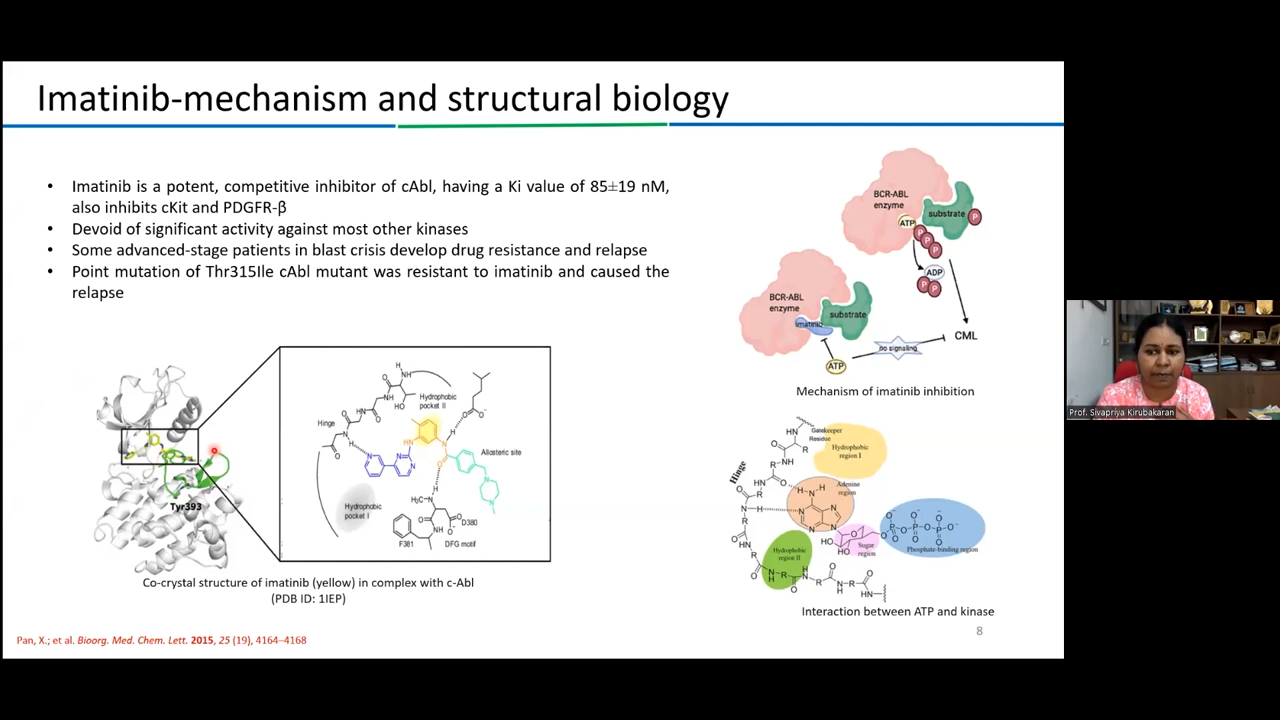 Imatinib-mechanism and structural biology
• Imatinib is a potent, competitive inhibitor of cAbl, having a Ki value of 85±19 nM,
also inhibits cKit and PDGFR-β
• Devoid of significant activity against most other kinases
• Some advanced-stage patients in blast crisis develop drug resistance and relapse
• Point mutation of Thr315Ile cAbl mutant was resistant to imatinib and caused the
relapse
BCR-ABL
enzyme
ATP
substrate
P
P
P
P
ADP
P
P
BCR-ABL
enzyme
imatinib
substrate
no signaling
CML
ATP
Mechanism of imatinib inhibition
Tyr393
Hinge
Hydrophobic
pocket II
Allosteric site
Hydrophobic
pocket I
H₃C
D380
F381
DFG motif
Co-crystal structure of imatinib (yellow) in complex with c-Abl
(PDB ID: 1IEP)
Hinge
Gatekeeper
Residue
Hydrophobic
region I
Adenine
region
Sugar
region
Phosphate-binding region
Hydrophobic
region II
Interaction between ATP and kinase
Pan, X.; et al. Bioorg. Med. Chem. Lett. 2015, 25 (19), 4164–4168
8
Prof. Sivapriya Kirubakaran